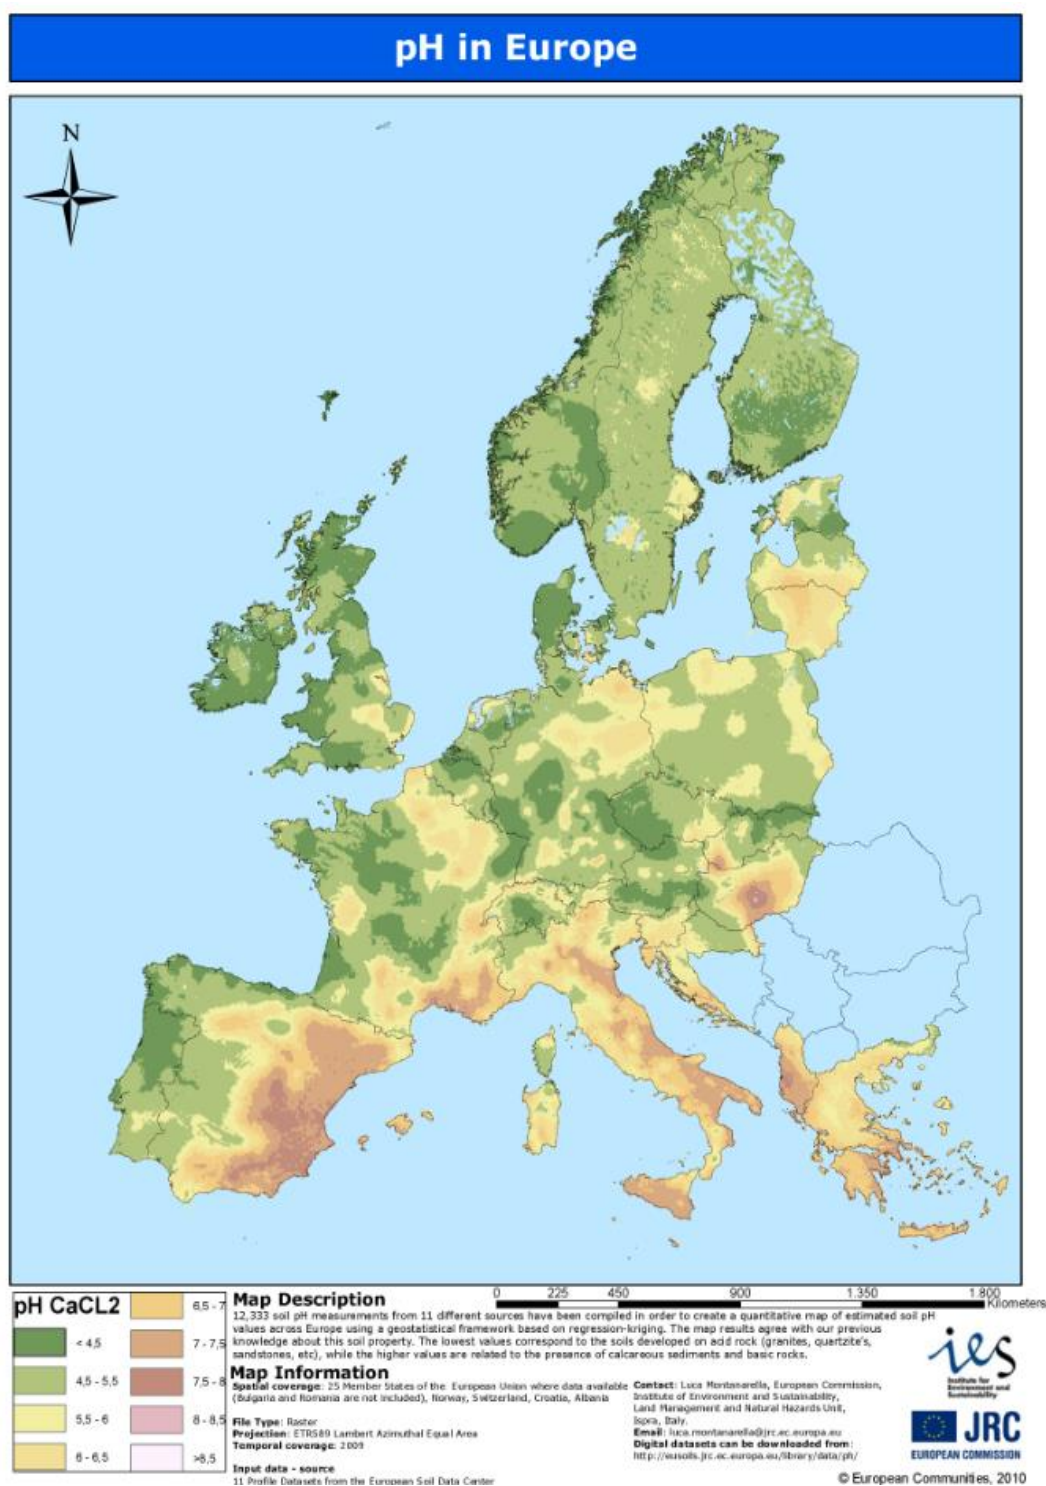 pH in Europe
N
pH CaCL2
< 4,5
4,5 - 5,5
5,5 - 6
6 - 6,5
6,5 - 7
7 - 7,5
7,5 - 8
8 - 8,5
>8,5
0 225 450 900 1.350 1.800
Kilometers
Map Description
12,333 soil pH measurements from 11 different sources have been compiled in order to create a quantitative map of estimated soil pH
values across Europe using a geostatistical framework based on regression-kriging. The map results agree with our previous
knowledge about this soil property. The lowest values correspond to the soils developed on acid rock (granites, quartzite's,
sandstones, etc), while the higher values are related to the presence of calcareous sediments and basic rocks.
Map Information
Spatial coverage: 25 Member States of the European Union where data available
(Bulgaria and Romania are not included), Norway, Switzerland, Croatia, Albania
File Type: Raster
Projection: ETRS89 Lambert Azimuthal Equal Area
Temporal coverage: 2009
Input data - source
11 Profile Datasets from the European Soil Data Center
Contact: Luca Montanarella, European Commission,
Institute of Environment and Sustainability,
Land Management and Natural Hazards Unit,
Ispra, Italy.
Email: luca.montanarella@jrc.ec.europa.eu
Digital datasets can be downloaded from:
http://eusoils.jrc.ec.europa.eu/library/data/ph/
ies
Institute for
Environment and
Sustainability
JRC
EUROPEAN COMMISSION
© European Communities, 2010